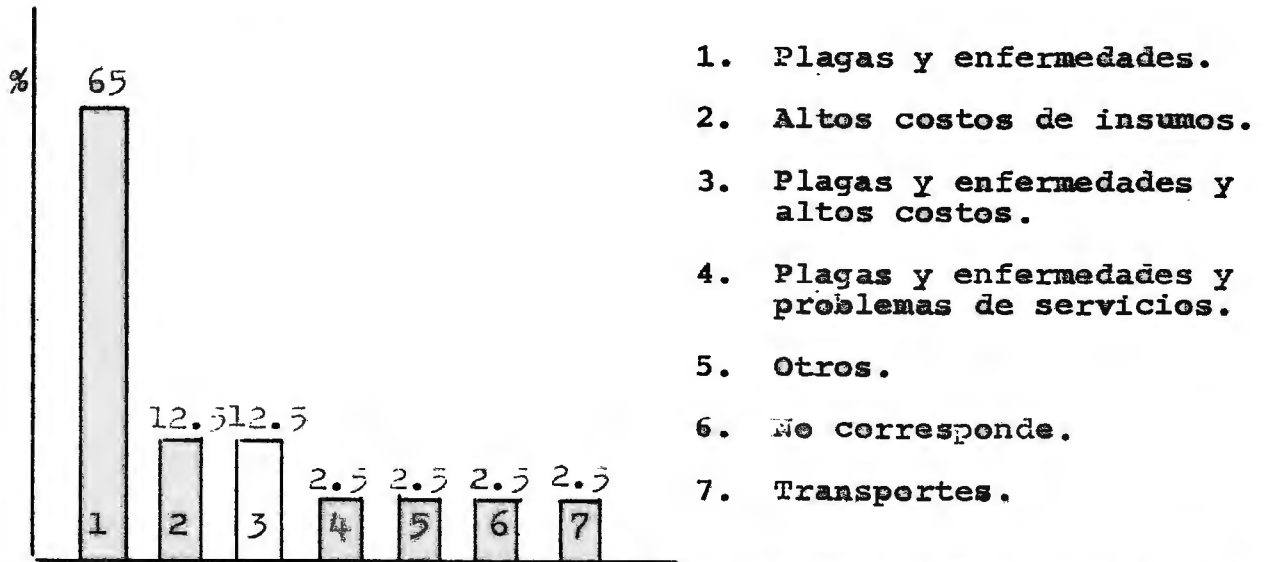 %
65
12.5
12.5
2.5
2.5
2.5
2.5
1
2
3
4
5
6
7
1. Plagas y enfermedades.
2. Altos costos de insumos.
3. Plagas y enfermedades y
altos costos.
4. Plagas y enfermedades y
problemas de servicios.
5. Otros.
6. No corresponde.
7. Transportes.